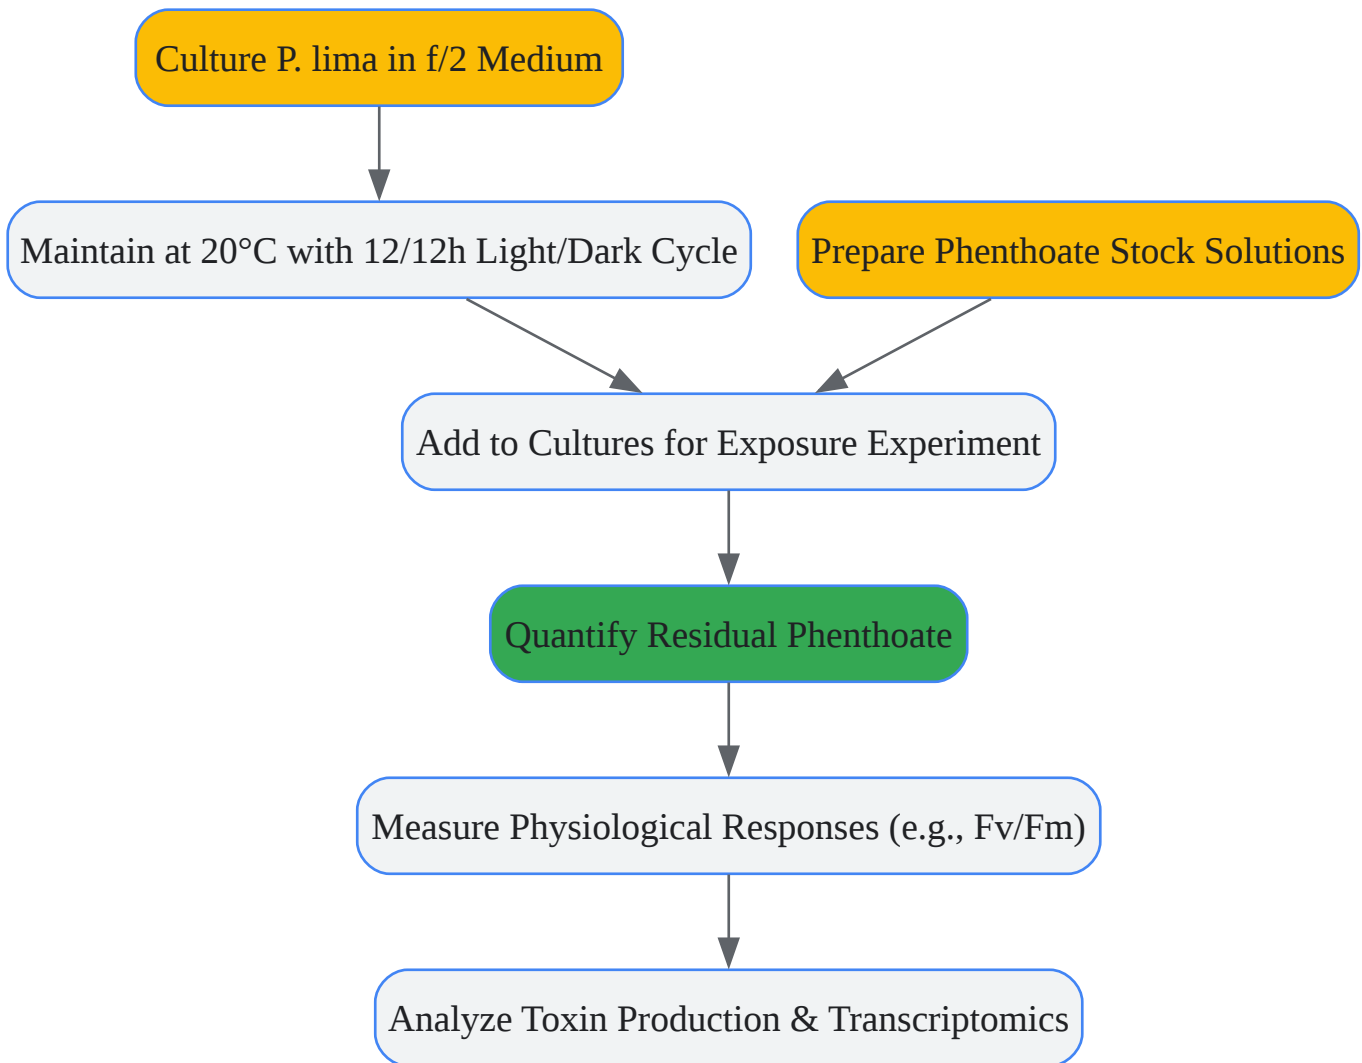 Culture P. lima in f/2 Medium
Maintain at 20°C with 12/12h Light/Dark Cycle
Prepare Phenthoate Stock Solutions
Add to Cultures for Exposure Experiment
Quantify Residual Phenthoate
Measure Physiological Responses (e.g., Fv/Fm)
Analyze Toxin Production & Transcriptomics